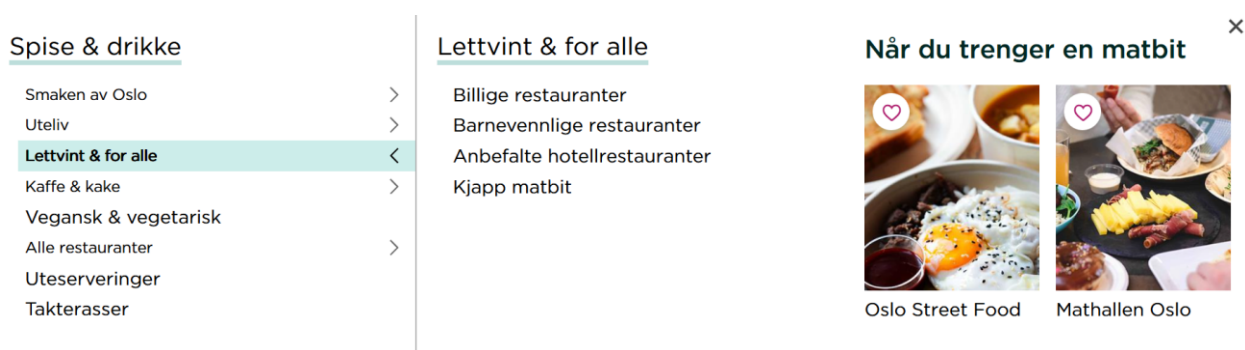 Spise & drikke
Smaken av Oslo
Uteliv
Lettvint & for alle
Kaffe & kake
Vegansk & vegetarisk
Alle restauranter
Uteserveringer
Takterasser
Lettvint & for alle
Billige restauranter
Barnevennlige restauranter
Anbefalte hotellrestauranter
Kjapp matbit
Når du trenger en matbit
Oslo Street Food
Mathallen Oslo